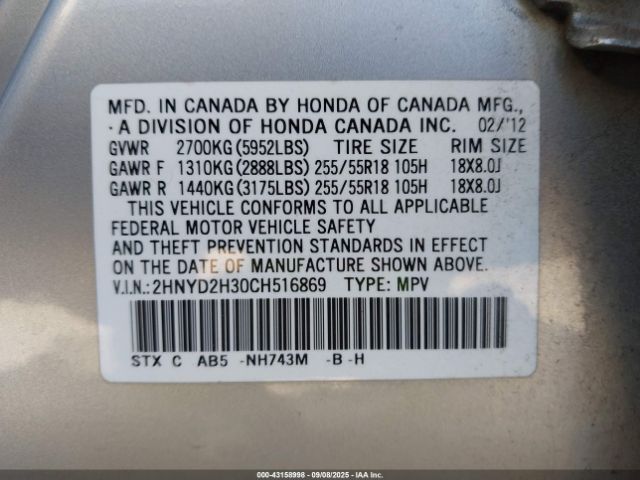 MFD. IN CANADA BY HONDA OF CANADA MFG.,
· A DIVISION OF HONDA CANADA INC. 02/'12
GVWR 2700KG(5952LBS) TIRE SIZE RIM SIZE
GAWR F 1310KG(2888LBS) 255/55R18 105H 18X8.0J
GAWR R 1440KG(3175LBS) 255/55R18 105H 18X8.0J
THIS VEHICLE CONFORMS TO ALL APPLICABLE
FEDERAL MOTOR VEHICLE SAFETY
AND THEFT PREVENTION STANDARDS IN EFFECT
ON THE DATE OF MANUFACTURE SHOWN ABOVE.
V.I.N.:2HNYD2H30CH516869 TYPE: MPV
STX C AB5 -NH743M -B -H
000-43158998 - 09/08/2025 - IAA Inc.